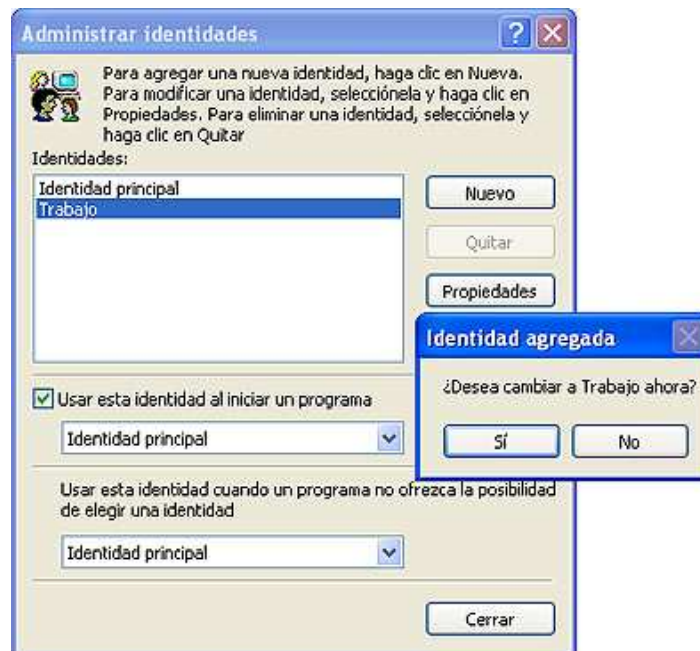 Administrar identidades
Para agregar una nueva identidad, haga clic en Nueva.
Para modificar una identidad, selecciónela y haga clic en
Propiedades. Para eliminar una identidad, selecciónela y
haga clic en Quitar
Identidades:
Identidad principal
Trabajo
Nuevo
Quitar
Propiedades
Identidad agregada
¿Desea cambiar a Trabajo ahora?
Sí
No
Usar esta identidad al iniciar un programa
Identidad principal
Usar esta identidad cuando un programa no ofrezca la posibilidad
de elegir una identidad
Identidad principal
Cerrar